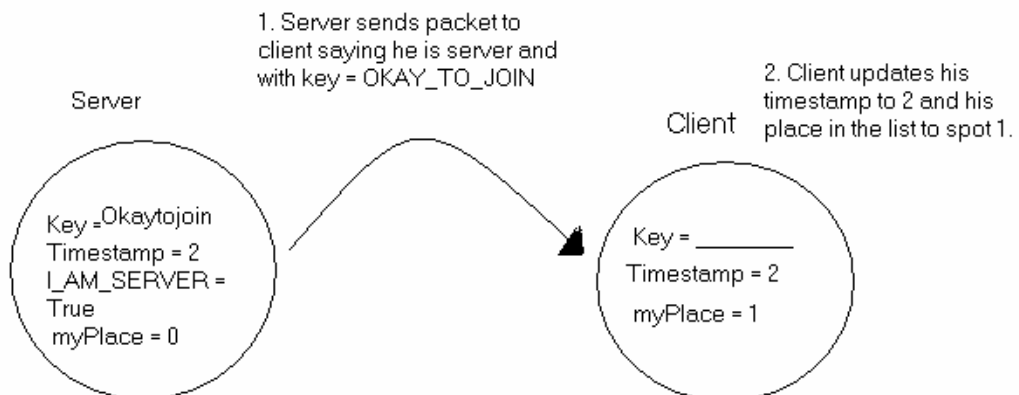 1. Server sends packet to
client saying he is server and
with key = OKAY_TO_JOIN
2. Client updates his
timestamp to 2 and his
place in the list to spot 1.
Server
Client
Key =Okaytojoin
Timestamp = 2
I_AM_SERVER =
True
myPlace = 0
Key = ________
Timestamp = 2
myPlace = 1